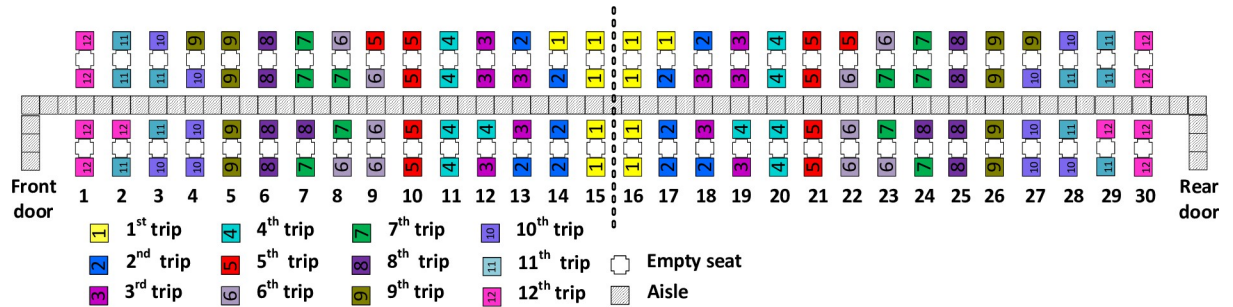 12 11 10 9 9 8 7 6 5 5 4 3 2 1 1 1 1 2 3 4 5 5 6 7 8 9 9 10 11 12
12 11 11 10 9 8 7 7 6 5 4 3 3 2 1 1 2 3 3 4 5 6 7 7 8 9 10 11 11 12
12 12 11 10 9 8 8 7 6 5 4 4 3 2 1 1 2 3 4 4 5 6 7 8 8 9 10 11 12 12
12 11 10 10 9 8 7 6 6 5 4 3 2 2 1 1 2 2 3 4 5 6 6 7 8 9 10 10 11 12
Front door
1 2 3 4 5 6 7 8 9 10 11 12 13 14 15 16 17 18 19 20 21 22 23 24 25 26 27 28 29 30
Rear door
1 1st trip 4 4th trip 7 7th trip 10 10th trip
2 2nd trip 5 5th trip 8 8th trip 11 11th trip Empty seat
3 3rd trip 6 6th trip 9 9th trip 12 12th trip Aisle